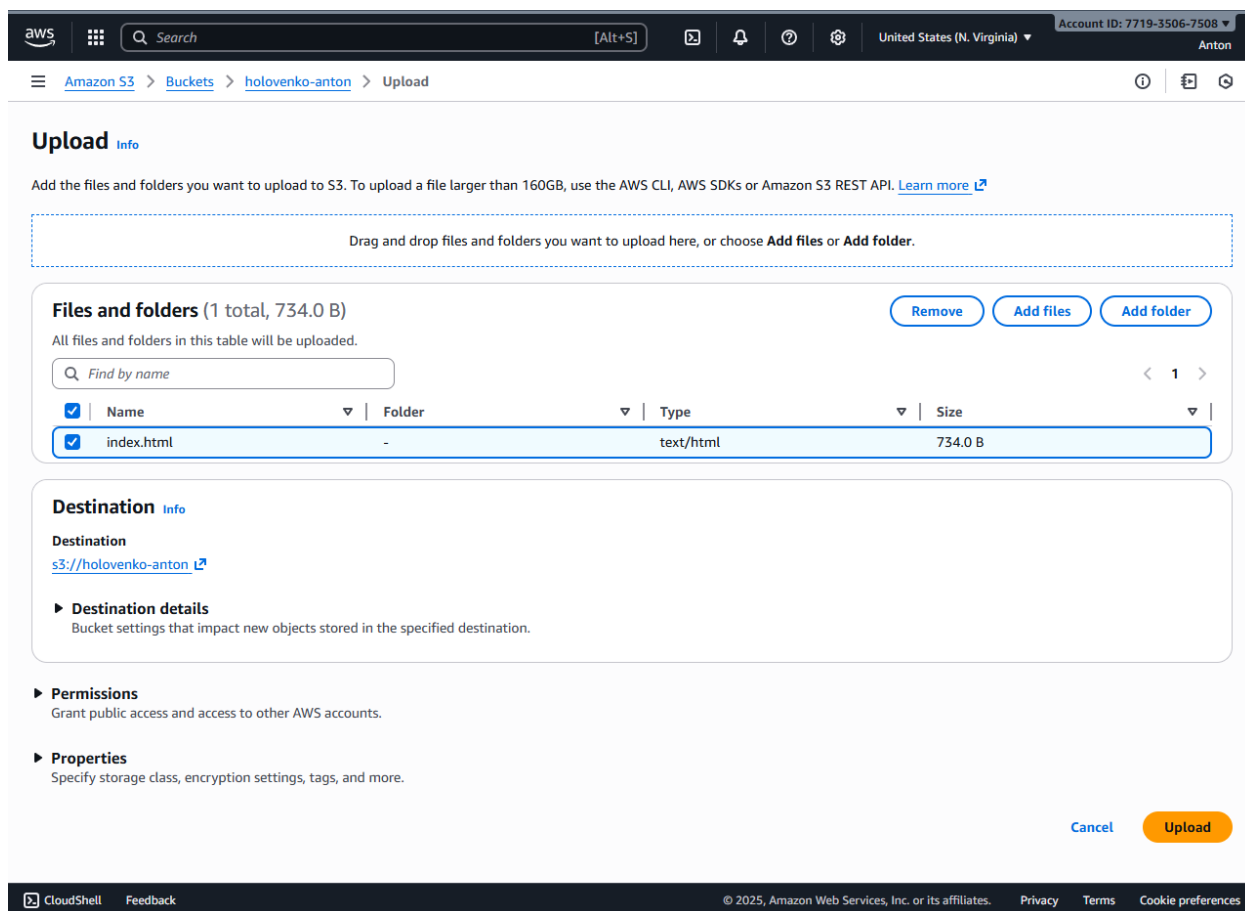 aws
Search [Alt+S]
United States (N. Virginia)
Account ID: 7719-3506-7508
Anton
Amazon S3 > Buckets > holovenko-anton > Upload
Upload Info
Add the files and folders you want to upload to S3. To upload a file larger than 160GB, use the AWS CLI, AWS SDKs or Amazon S3 REST API. Learn more
Drag and drop files and folders you want to upload here, or choose Add files or Add folder.
Files and folders (1 total, 734.0 B)
Remove
Add files
Add folder
All files and folders in this table will be uploaded.
Find by name
1
Name Folder Type Size
index.html - text/html 734.0 B
Destination Info
Destination
s3://holovenko-anton
Destination details
Bucket settings that impact new objects stored in the specified destination.
Permissions
Grant public access and access to other AWS accounts.
Properties
Specify storage class, encryption settings, tags, and more.
Cancel
Upload
CloudShell Feedback © 2025, Amazon Web Services, Inc. or its affiliates. Privacy Terms Cookie preferences